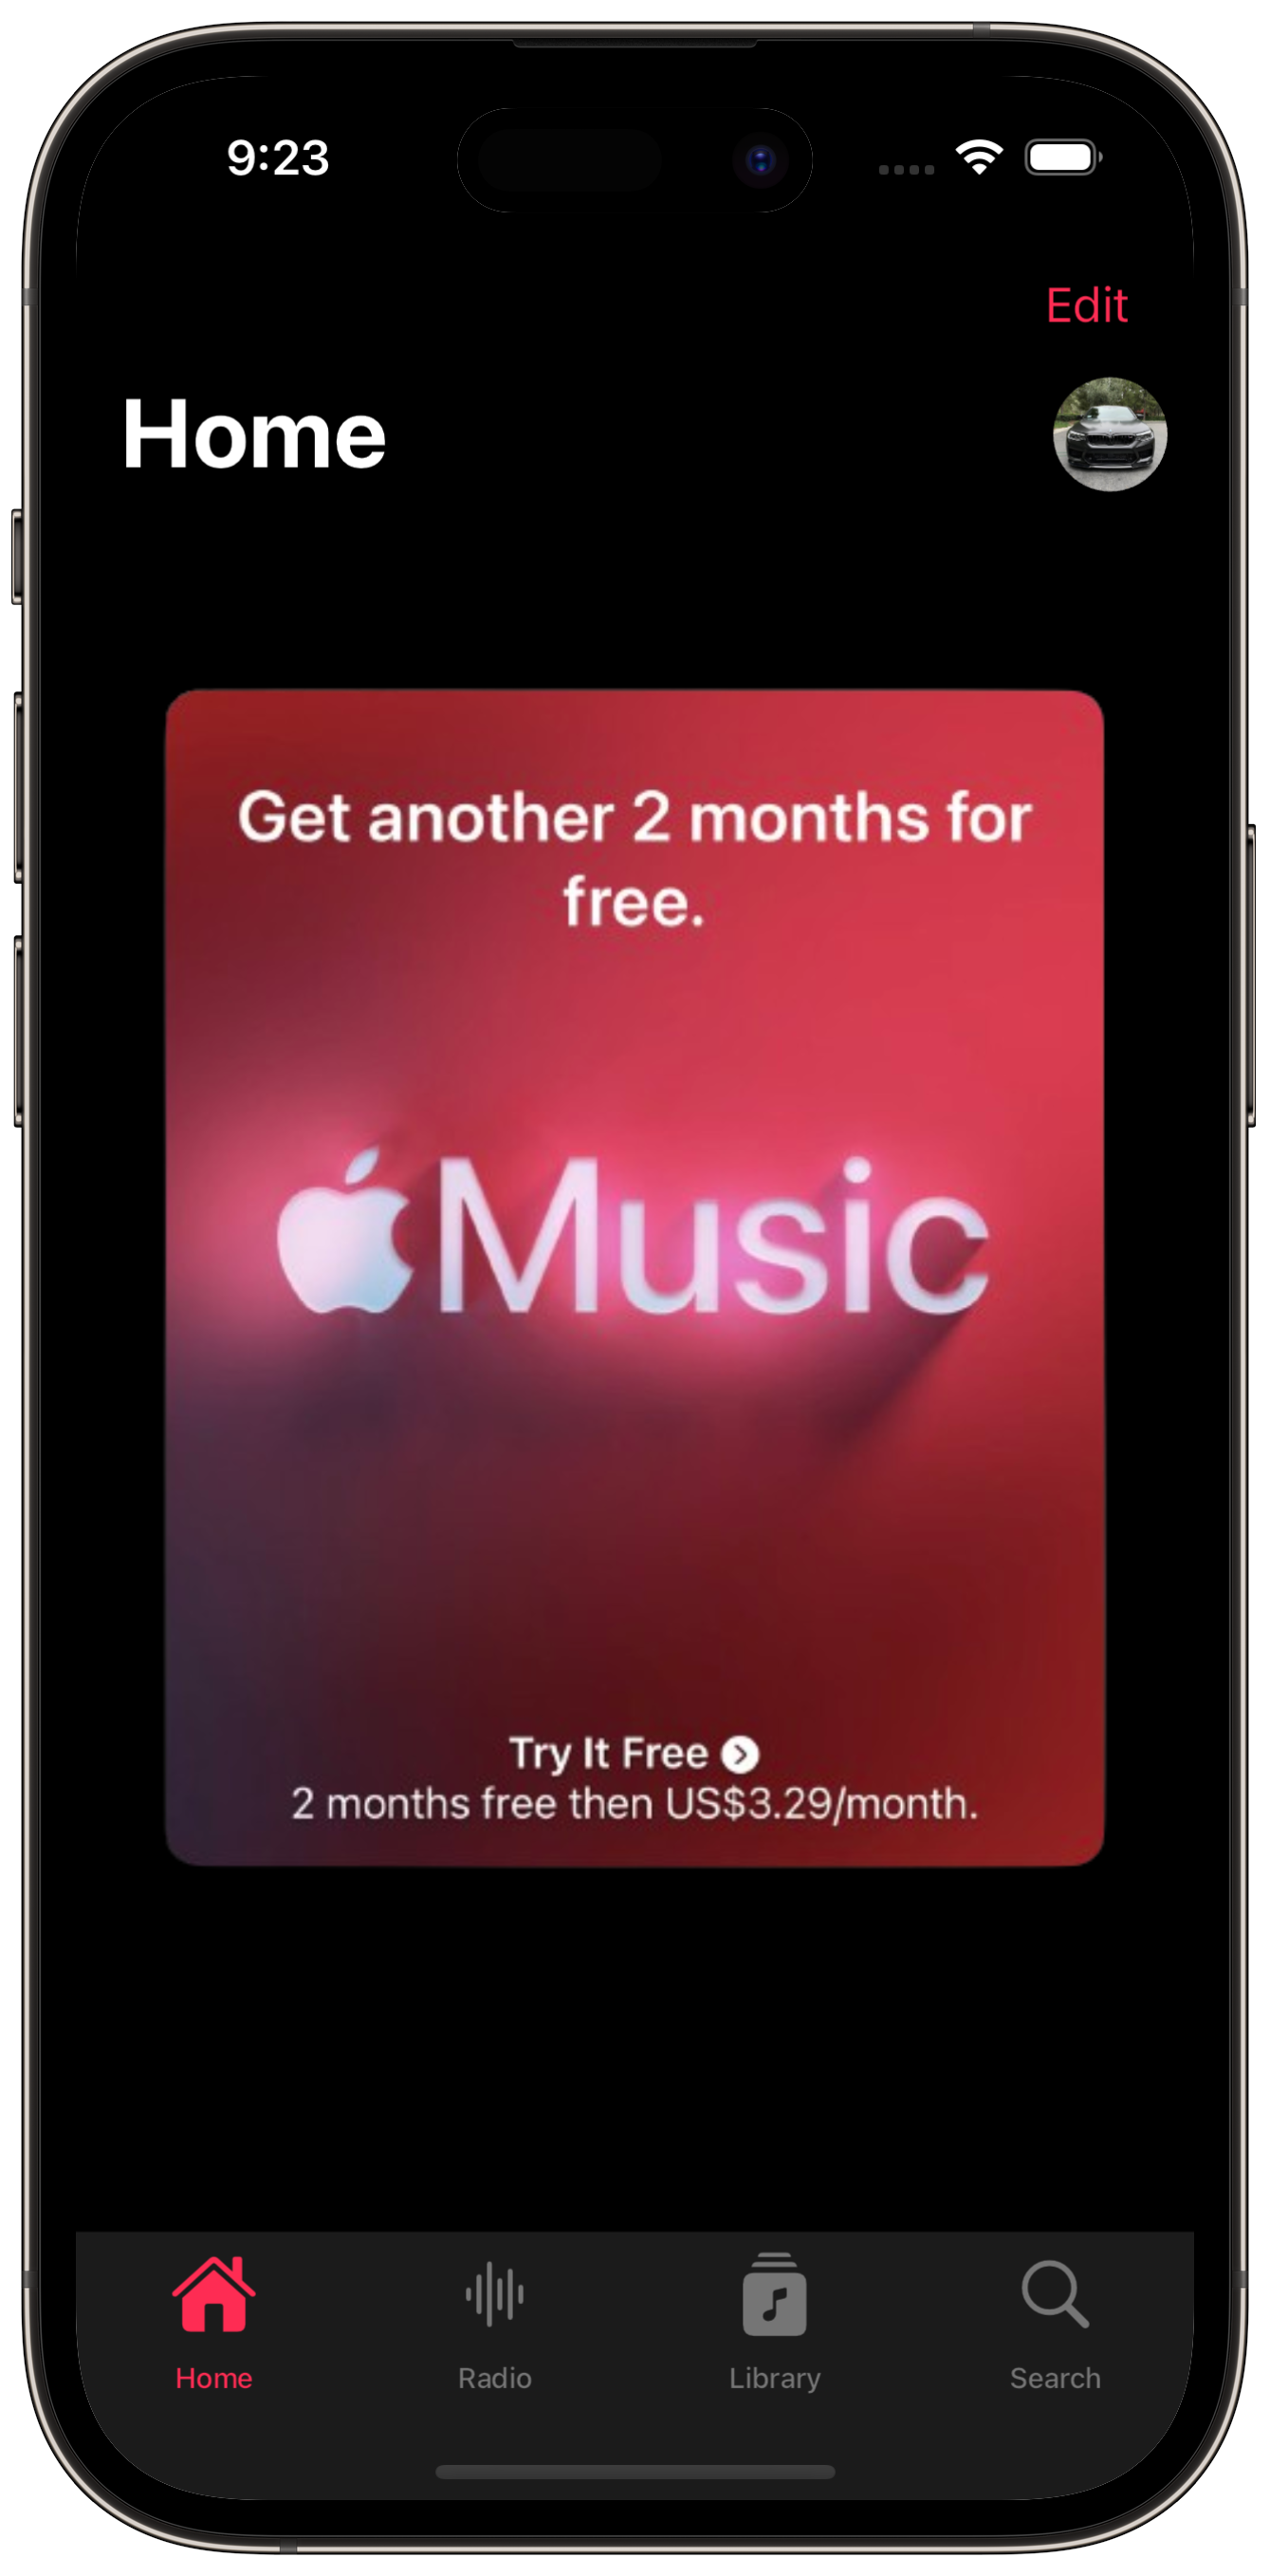 9:23
Edit
Home
Get another 2 months for
free.
Music
Try It Free
2 months free then US$3.29/month.
Home
Radio
Library
Search